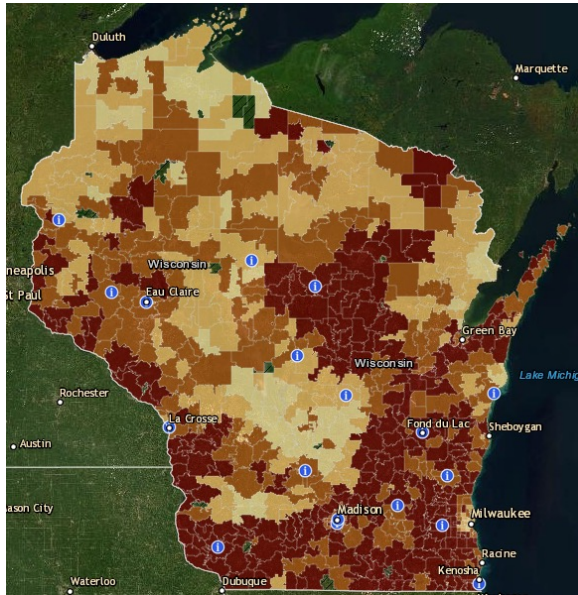 Duluth
Marquette
Wisconsin
nneapolis
St Paul
Eau Claire
Green Bay
Wisconsin
Lake Michig
Rochester
La Crosse
Fond du Lac
Sheboygan
Austin
ason City
Madison
Milwaukee
Racine
Kenosha
Waterloo
Dubuque